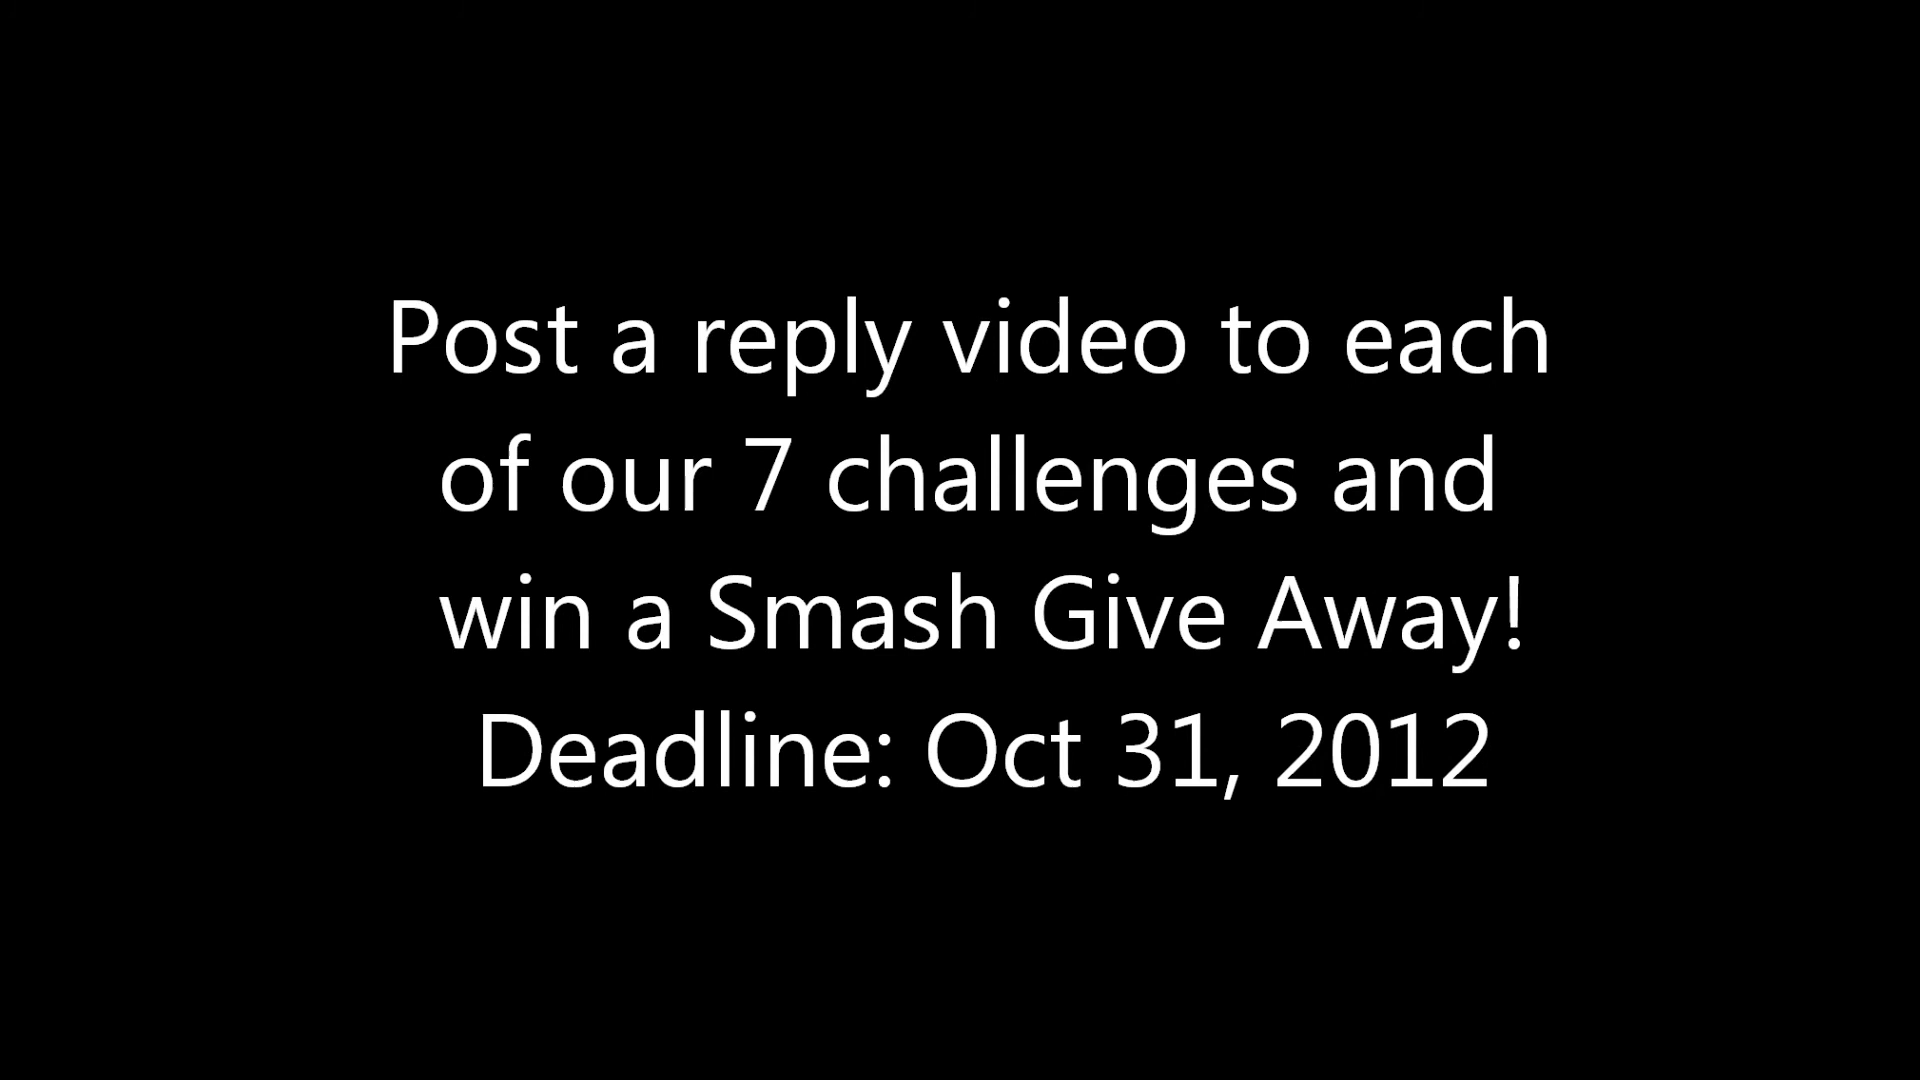 Post a reply video to each
of our 7 challenges and
win a Smash Give Away!
Deadline: Oct 31, 2012